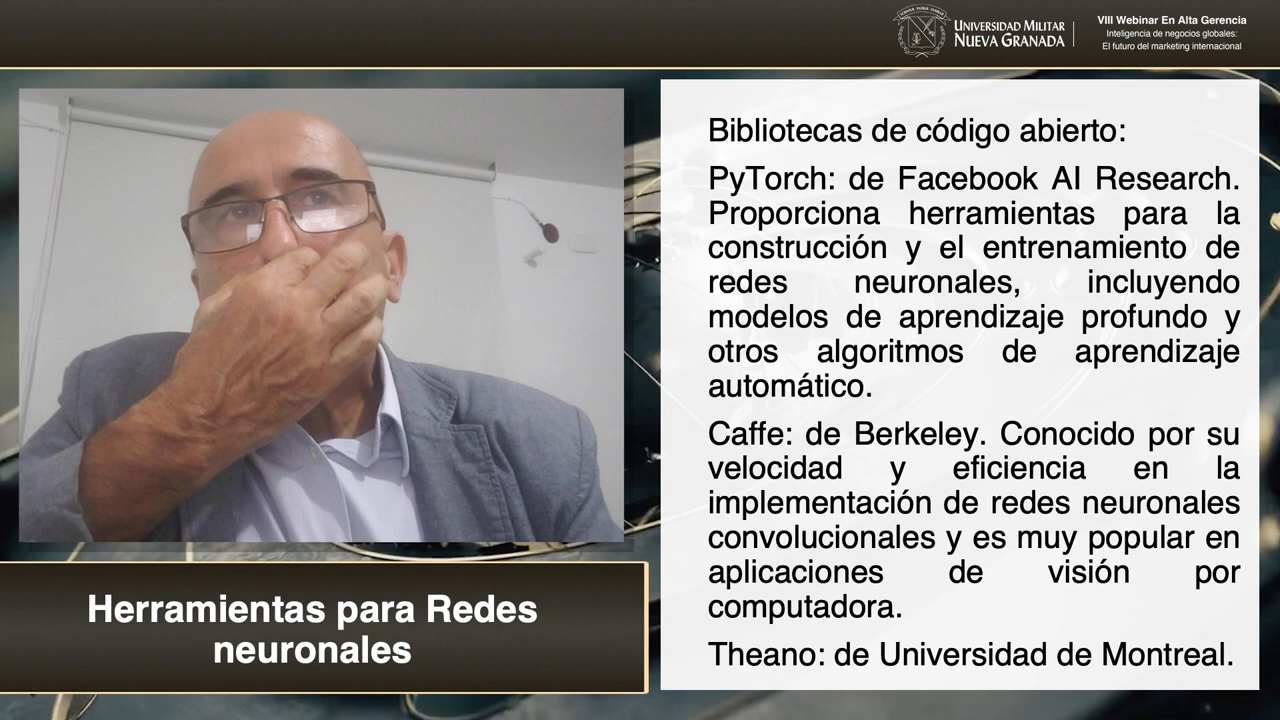 UNIVERSIDAD MILITAR
NUEVA GRANADA
VIII Webinar En Alta Gerencia
Inteligencia de negocios globales:
El futuro del marketing internacional
Bibliotecas de código abierto:
PyTorch: de Facebook AI Research.
Proporciona herramientas para la
construcción y el entrenamiento de
redes neuronales, incluyendo
modelos de aprendizaje profundo y
otros algoritmos de aprendizaje
automático.
Caffe: de Berkeley. Conocido por su
velocidad y eficiencia en la
implementación de redes neuronales
convolucionales y es muy popular en
aplicaciones de visión por
computadora.
Theano: de Universidad de Montreal.
Herramientas para Redes
neuronales